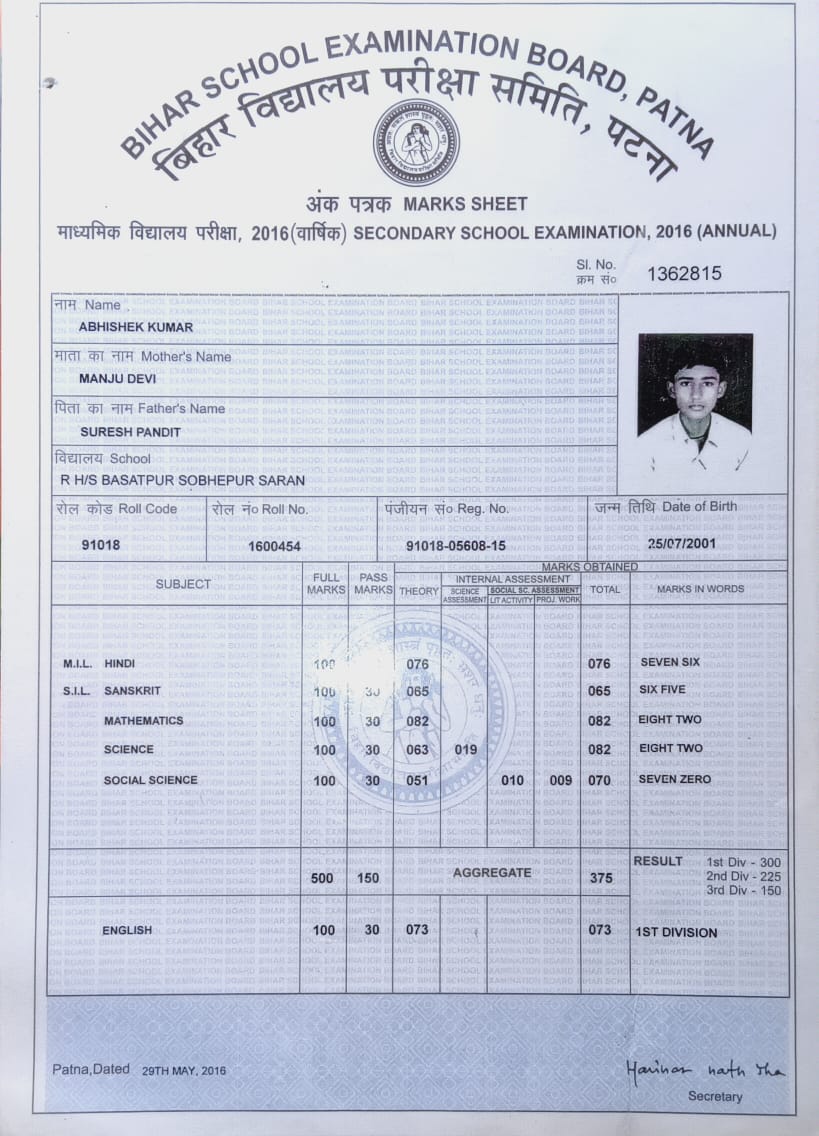 BIHAR SCHOOL EXAMINATION BOARD, PATNA
बिहार विद्यालय परीक्षा समिति, पटना
अंक पत्रक MARKS SHEET
माध्यमिक विद्यालय परीक्षा, 2016(वार्षिक) SECONDARY SCHOOL EXAMINATION, 2016 (ANNUAL)
Sl. No.
क्रम सं० 1362815
नाम Name
ABHISHEK KUMAR
माता का नाम Mother's Name
MANJU DEVI
पिता का नाम Father's Name
SURESH PANDIT
विद्यालय School
R H/S BASATPUR SOBHEPUR SARAN
रोल कोड Roll Code रोल नं० Roll No. पंजीयन सं० Reg. No. जन्म तिथि Date of Birth
91018 1600454 91018-05608-15 25/07/2001
MARKS OBTAINED
SUBJECT FULL MARKS PASS MARKS THEORY INTERNAL ASSESSMENT TOTAL MARKS IN WORDS
SCIENCE ASSESSMENT SOCIAL SC. ASSESSMENT
LIT ACTIVITY PROJ. WORK
M.I.L. HINDI 100 076 076 SEVEN SIX
S.I.L. SANSKRIT 100 30 065 065 SIX FIVE
MATHEMATICS 100 30 082 082 EIGHT TWO
SCIENCE 100 30 063 019 082 EIGHT TWO
SOCIAL SCIENCE 100 30 051 010 009 070 SEVEN ZERO
RESULT 1st Div - 300
500 150 AGGREGATE 375 2nd Div - 225
3rd Div - 150
ENGLISH 100 30 073 073 1ST DIVISION
Patna,Dated 29TH MAY, 2016
Harihar nath Jha
Secretary